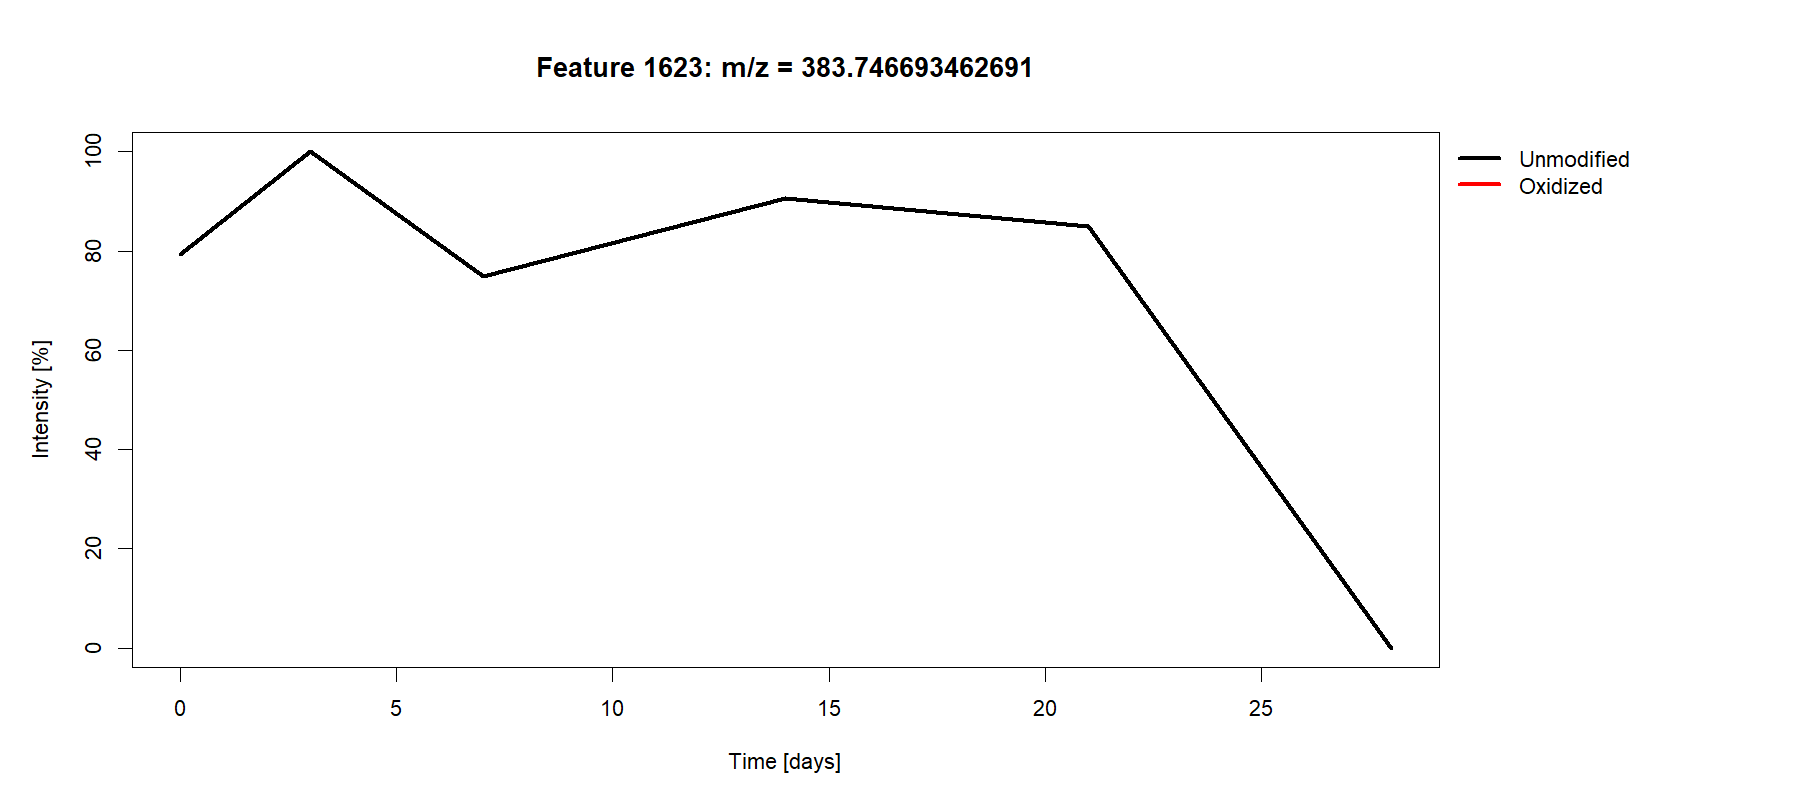 Feature 1623: m/z = 383.746693462691
Unmodified
Oxidized
100
80
60
40
20
0
Intensity [%]
0 5 10 15 20 25
Time [days]